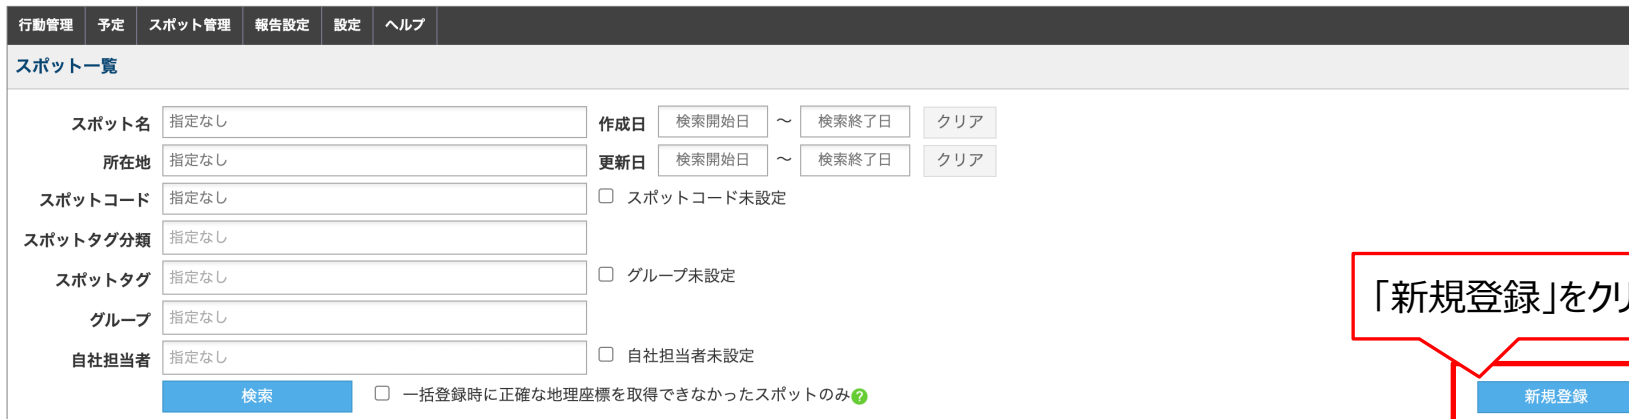 行動管理 予定 スポット管理 報告設定 設定 ヘルプ
スポット一覧
スポット名 指定なし 作成日 検索開始日 ～ 検索終了日 クリア
所在地 指定なし 更新日 検索開始日 ～ 検索終了日 クリア
スポットコード 指定なし スポットコード未設定
スポットタグ分類 指定なし
スポットタグ 指定なし グループ未設定
「新規登録」をクリ
グループ 指定なし
自社担当者 指定なし 自社担当者未設定
検索 一括登録時に正確な地理座標を取得できなかったスポットのみ ? 新規登録